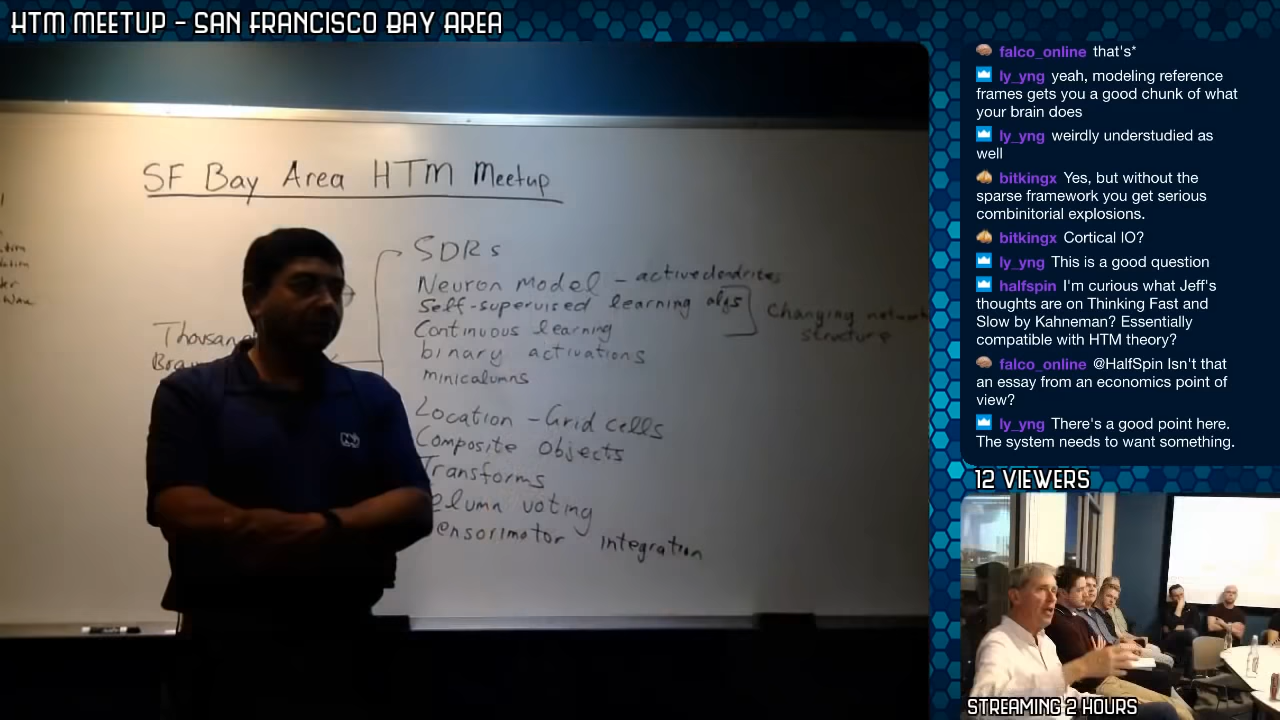 HTM MEETUP - SAN FRANCISCO BAY AREA
SF Bay Area HTM Meetup
SDRs
Neuron model - active dendrites
Self-supervised learning algs
Changing network structure
Continuous learning
binary activations
minicolumns
Location - Grid cells
Composite Objects
Transforms
voting
integration
falco_online that's*
ly_yng yeah, modeling reference
frames gets you a good chunk of what
your brain does
ly_yng weirdly understudied as
well
bitkingx Yes, but without the
sparse framework you get serious
combinitorial explosions.
bitkingx Cortical IO?
ly_yng This is a good question
halfspin I'm curious what Jeff's
thoughts are on Thinking Fast and
Slow by Kahneman? Essentially
compatible with HTM theory?
falco_online @HalfSpin Isn't that
an essay from an economics point of
view?
ly_yng There's a good point here.
The system needs to want something.
12 VIEWERS
STREAMING 2 HOURS